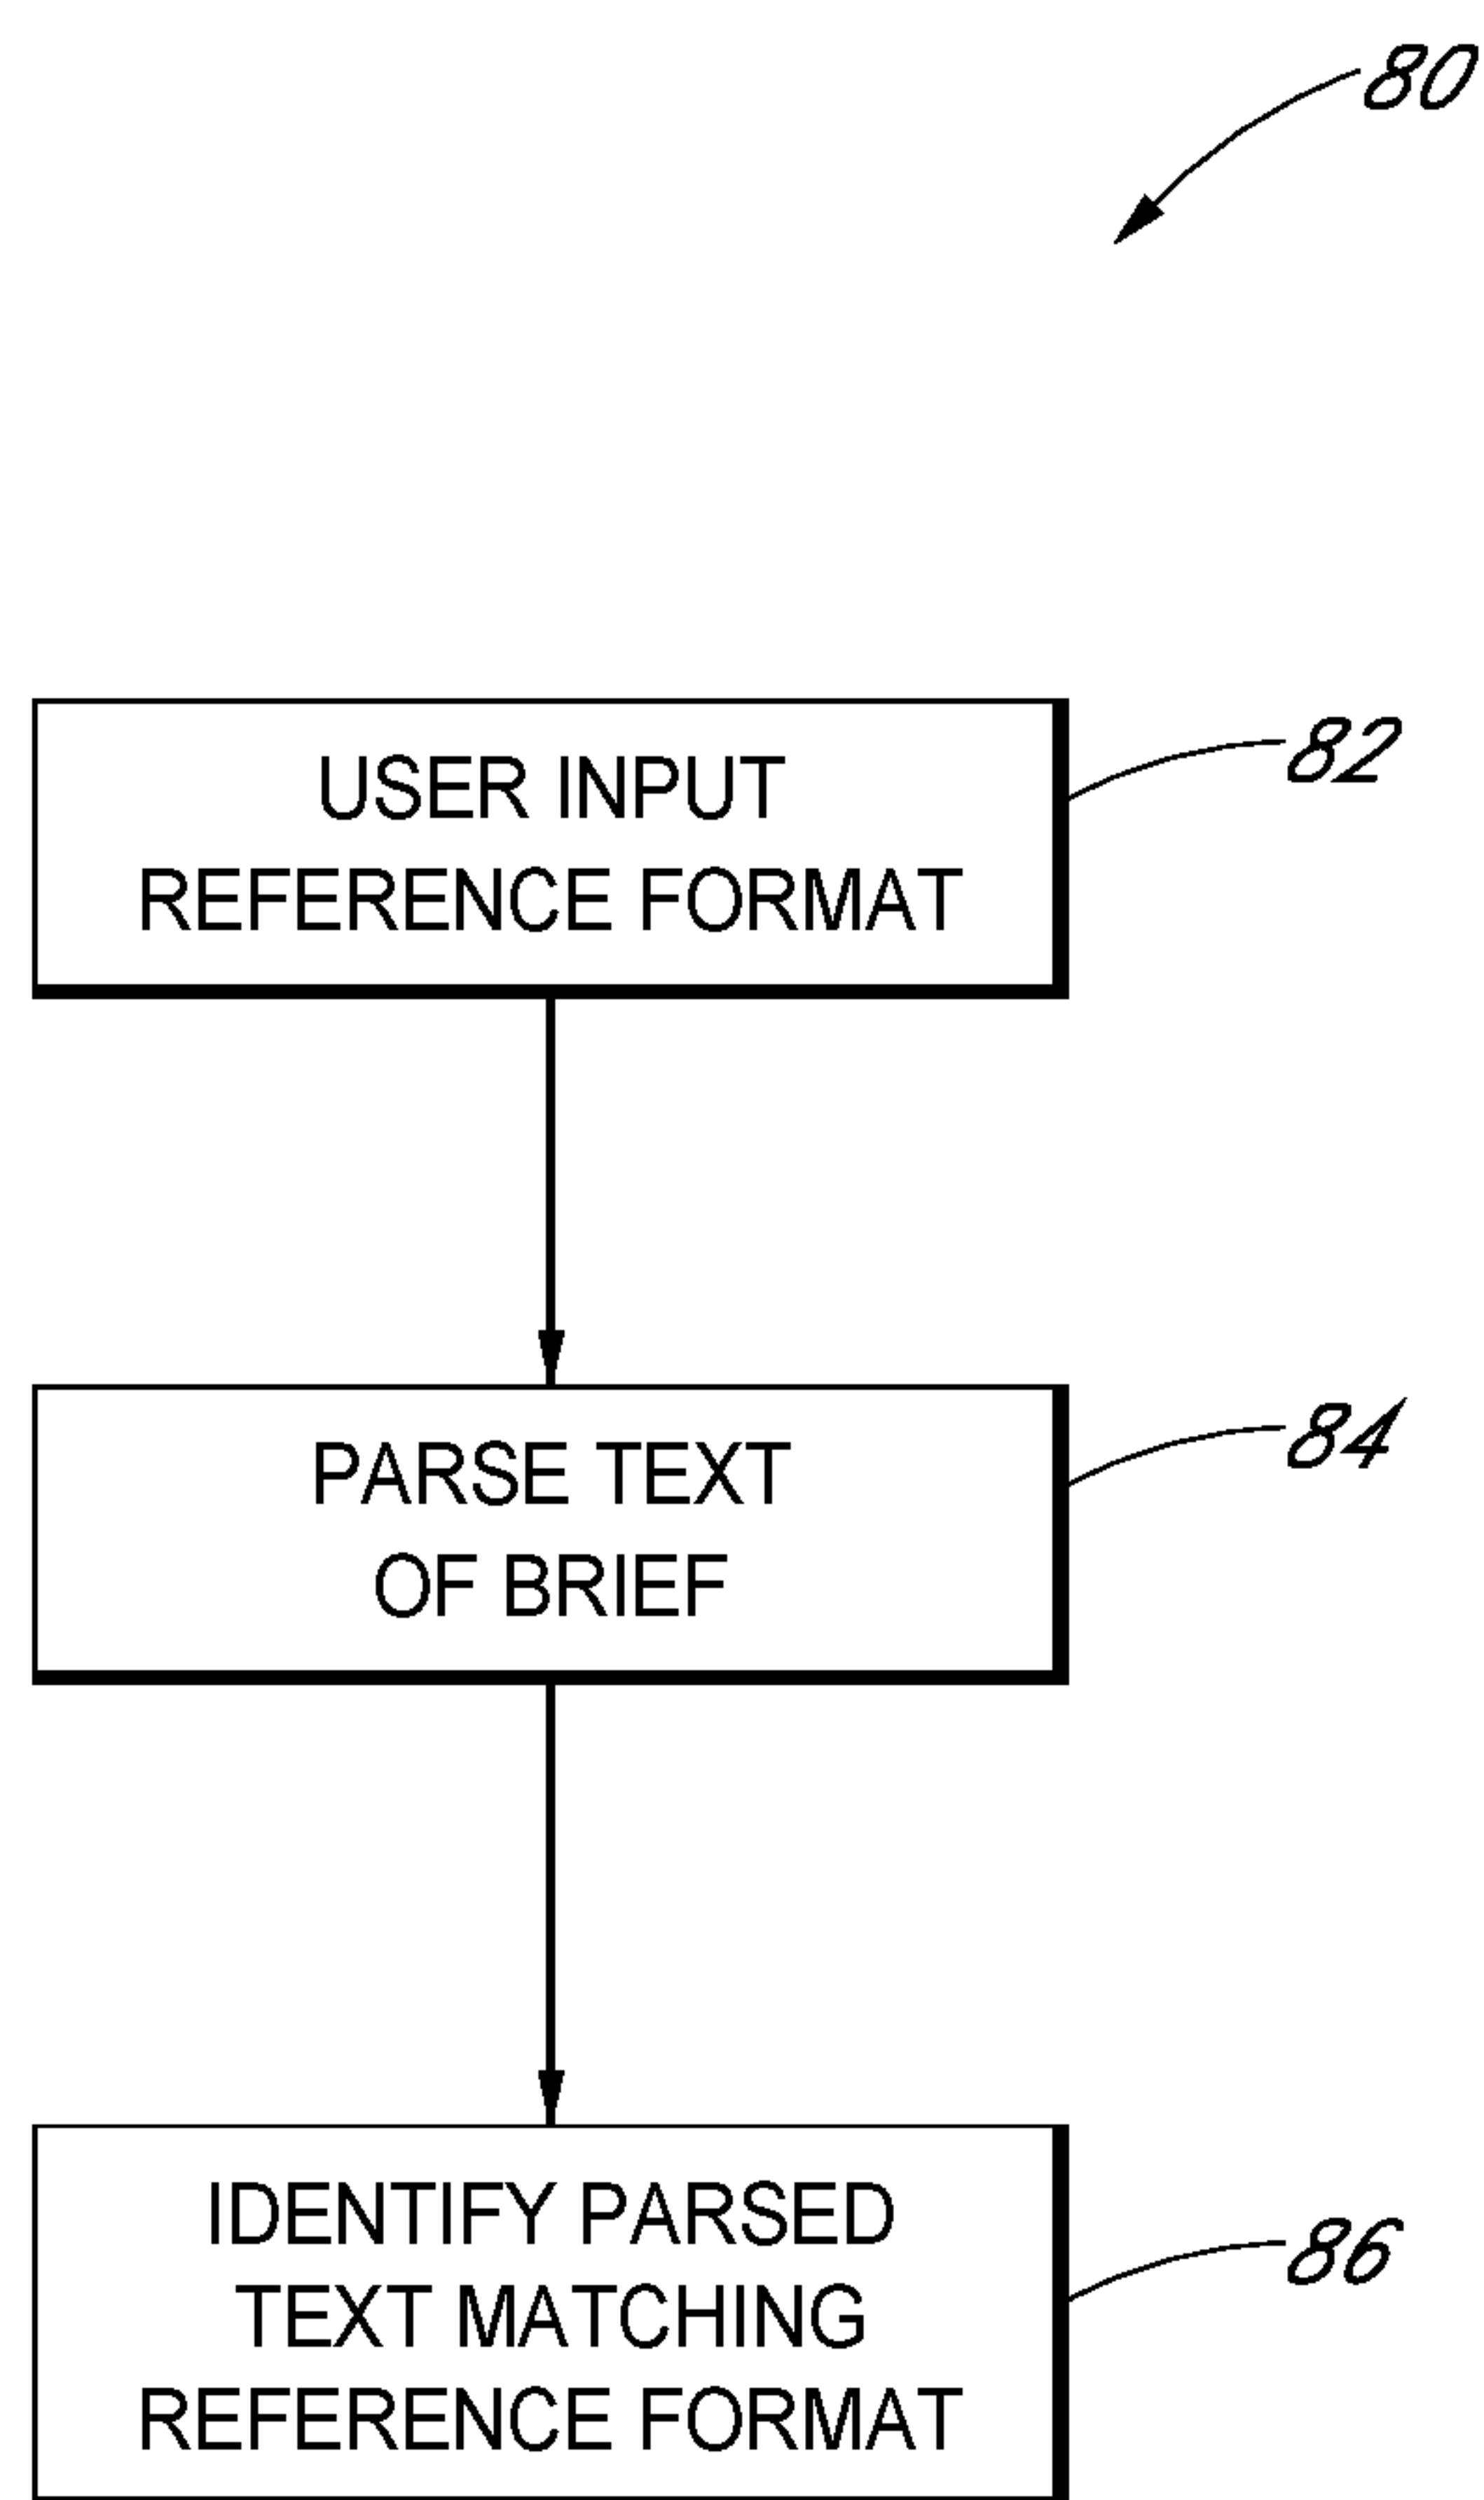 80
USER INPUT
REFERENCE FORMAT
82
PARSE TEXT
OF BRIEF
84
IDENTIFY PARSED
TEXT MATCHING
REFERENCE FORMAT
86